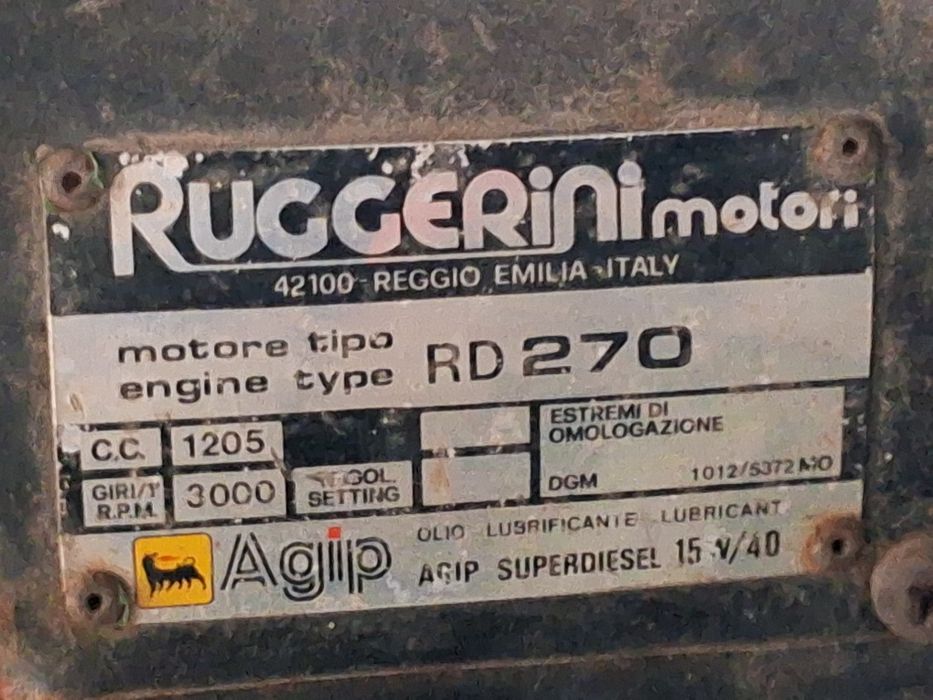 RUGGERiNi motori
42100-REGGIO EMILIA-ITALY
motore tipo
engine type RD 270
C.C. 1205
GIRI/1' R.P.M. 3000
SETTING
ESTREMI DI
OMOLOGAZIONE
DGM 1012/5372 MO
Agip
OLIO LUBRIFICANTE LUBRICANT
AGIP SUPERDIESEL 15 W/40